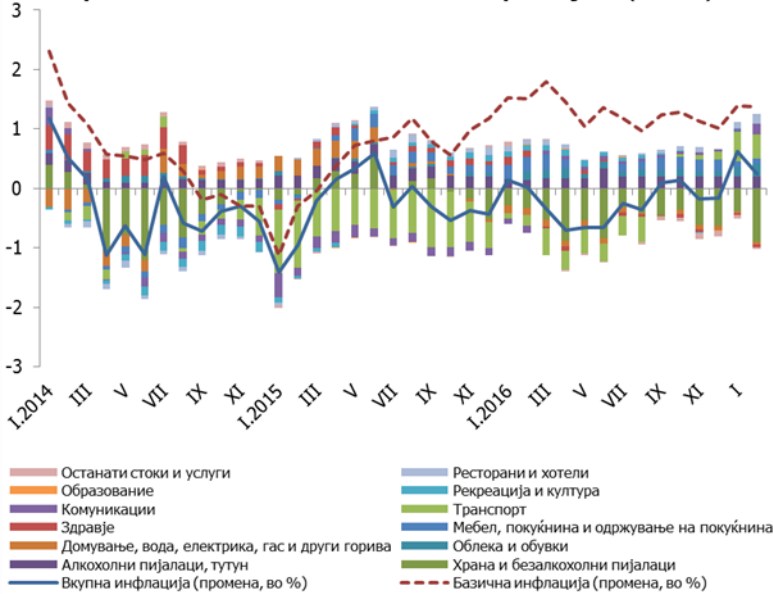 3
2
1
0
-1
-2
-3
I.2014
III
V
VII
IX
XI
I.2015
III
V
VII
IX
XI
I.2016
III
V
VII
IX
XI
I
Останати стоки и услуги
Ресторани и хотели
Образование
Рекреација и култура
Комуникации
Транспорт
Здравје
Мебел, покуќнина и одржување на покуќнина
Домување, вода, електрика, гас и други горива
Облека и обувки
Алкохолни пијалаци, тутун
Храна и безалкохолни пијалаци
Вкупна инфлација (промена, во %)
Базична инфлација (промена, во %)